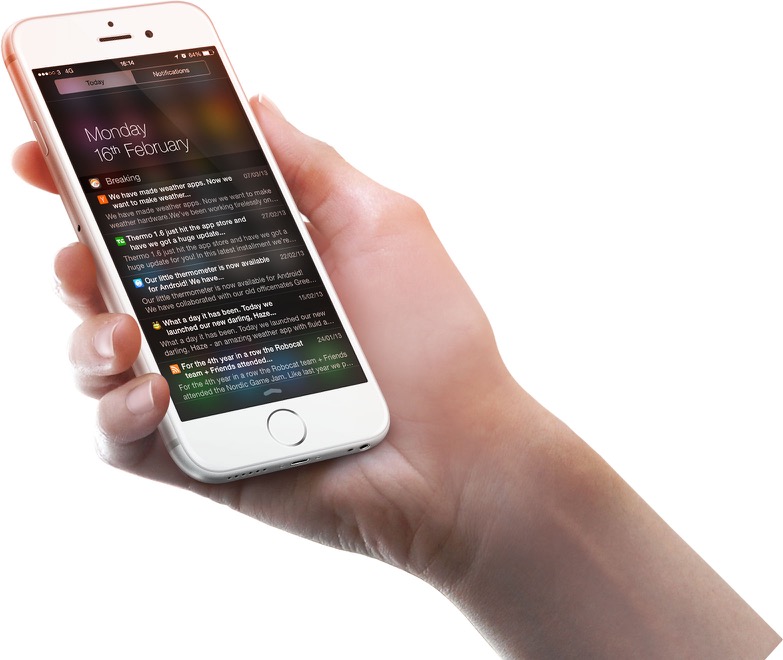 3 4G 16:14 64%
Today Notifications
Monday
16th February
Breaking
We have made weather apps. Now we 07/03/13
want to make weather...
We have made weather apps. Now we want to make
weather hardware.We've been working tirelessly on...
Thermo 1.6 just hit the app store and 27/02/13
have we got a huge update...
Thermo 1.6 just hit the app store and have we got a
huge update for you! In this latest installment we're...
Our little thermometer is now available 22/02/13
for Android! We have...
Our little thermometer is now available for Android!
We have collaborated with our old officemates Gree...
What a day it has been. Today we 15/02/13
launched our new darling, Haze...
What a day it has been. Today we launched our new
darling, Haze - an amazing weather app with fluid a...
For the 4th year in a row the Robocat 24/01/13
team + Friends attended...
For the 4th year in a row the Robocat team + Friends
attended the Nordic Game Jam. Like last year we p...